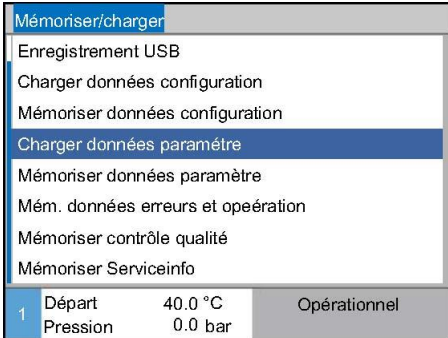 Mémoriser/charger
Enregistrement USB
Charger données configuration
Mémoriser données configuration
Charger données paramétre
Mémoriser données paramètre
Mém. données erreurs et opeération
Mémoriser contrôle qualité
Mémoriser Serviceinfo
1 Départ 40.0 °C Opérationnel
Pression 0.0 bar